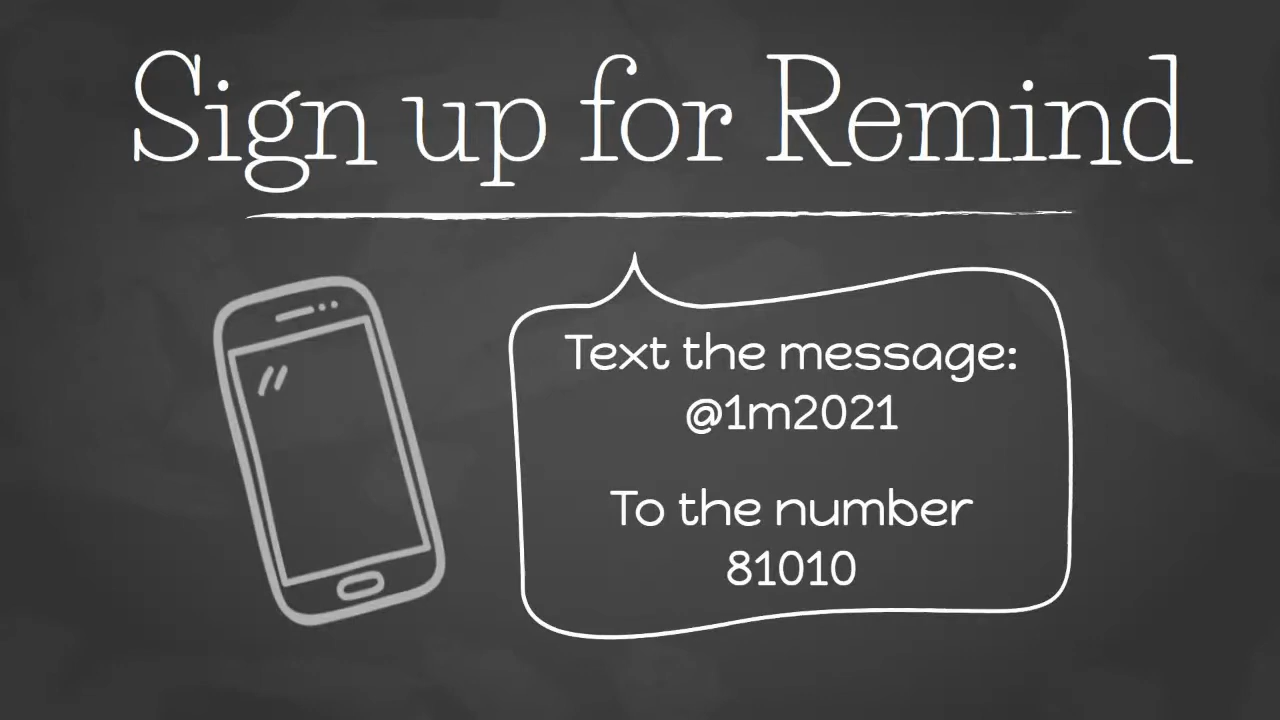 Sign up for Remind
Text the message:
@1m2021
To the number
81010